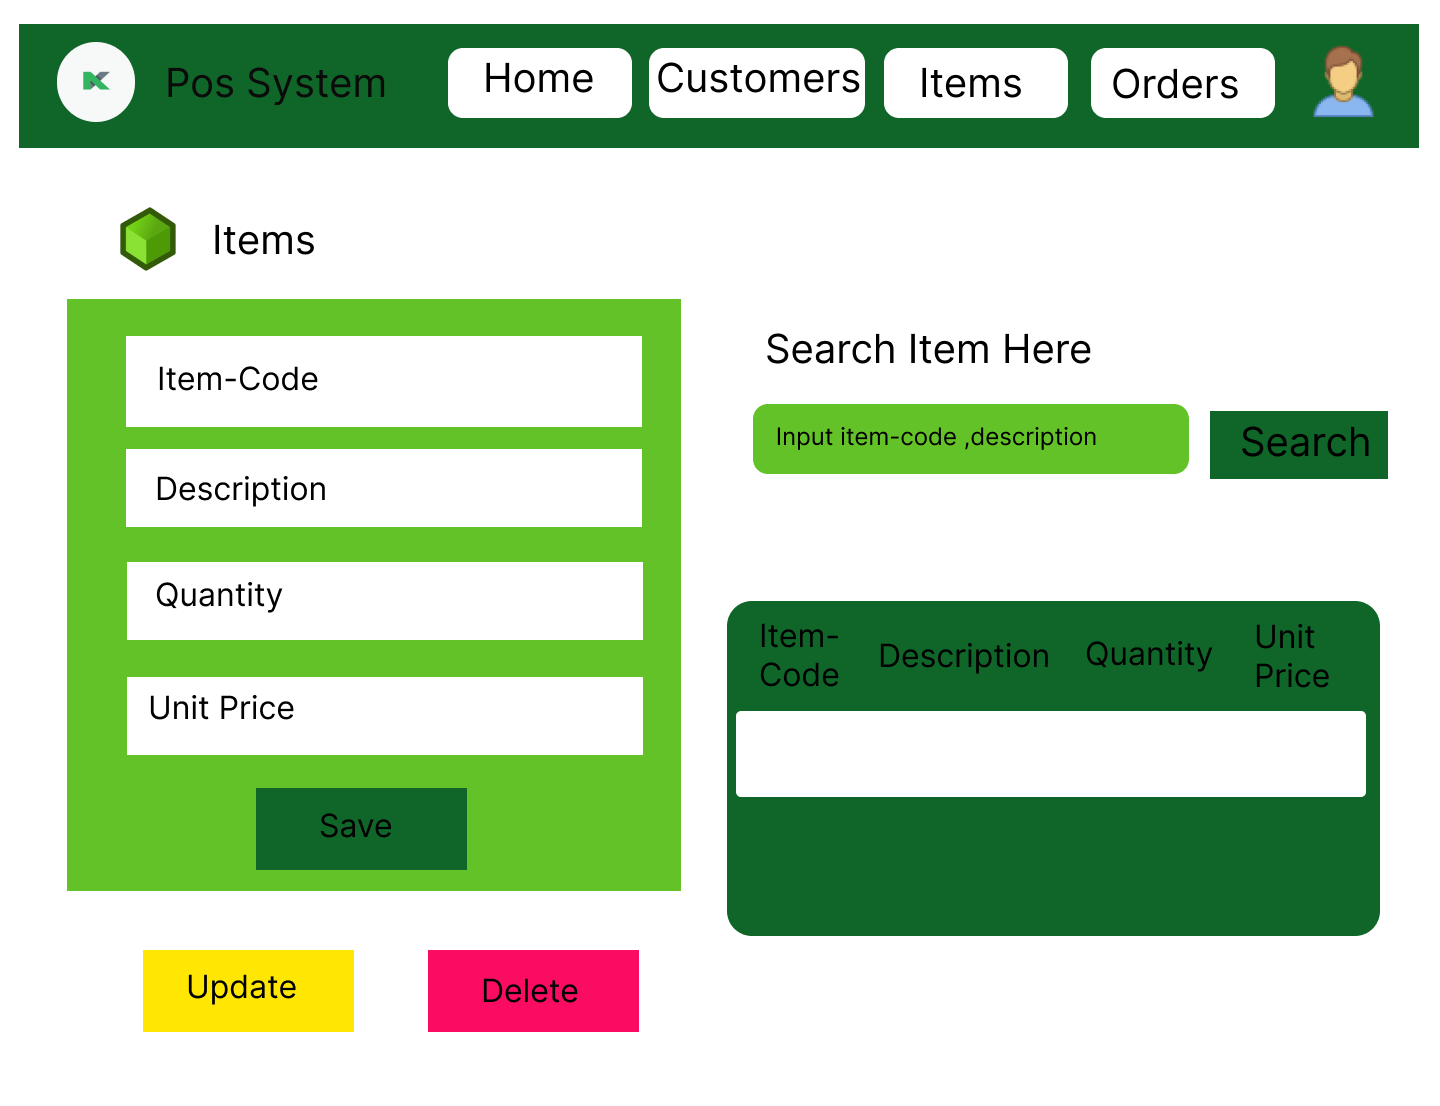 Pos System
Home
Customers
Items
Orders
Items
Item-Code
Description
Quantity
Unit Price
Save
Update
Delete
Search Item Here
Input item-code ,description
Search
Item-
Code
Description
Quantity
Unit
Price